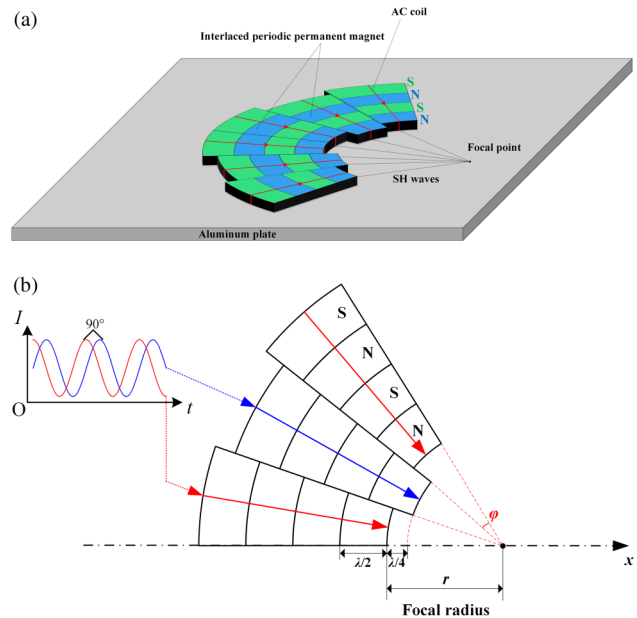 (a)
AC coil
Interlaced periodic permanent magnet
S
N
S
N
Focal point
SH waves
Aluminum plate
(b)
I
90°
O
t
S
N
S
N
φ
x
λ/2
λ/4
r
Focal radius